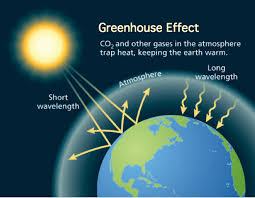 Greenhouse Effect
CO₂ and other gases in the atmosphere
trap heat, keeping the earth warm.
Atmosphere
Long
wavelength
Short
wavelength